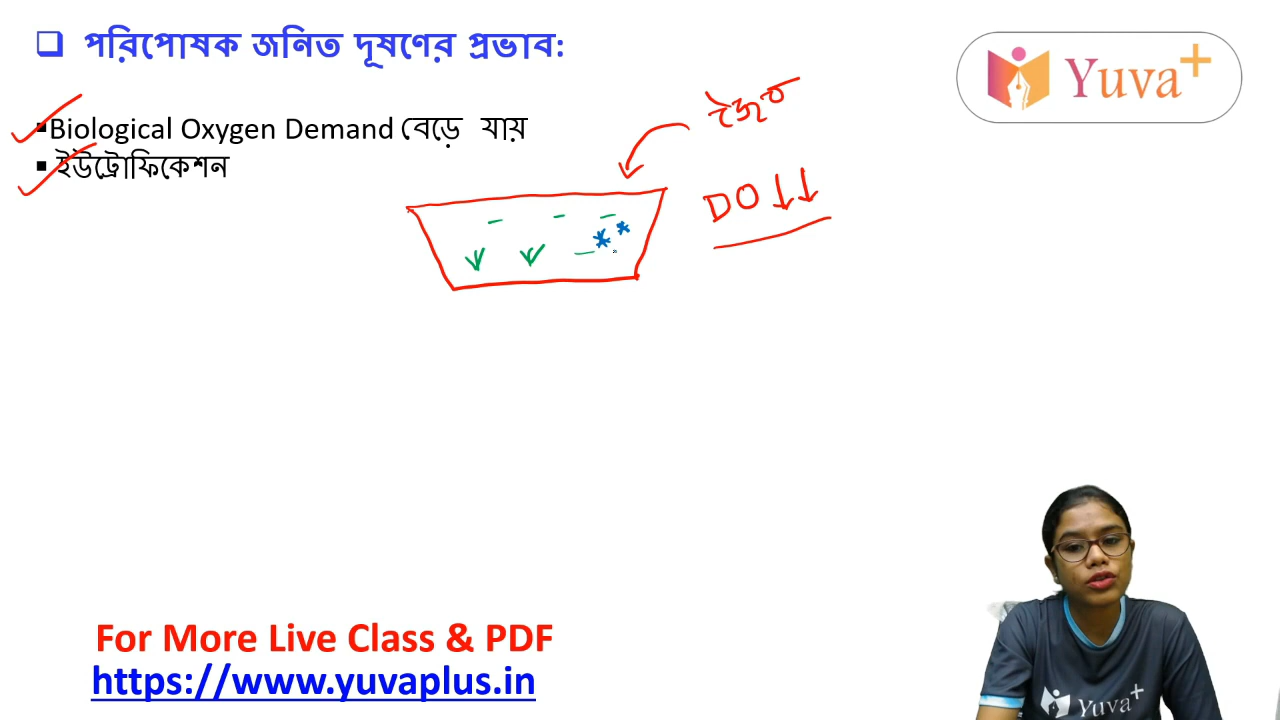 ❑ পরিপোষক জনিত দূষণের প্রভাব:
Yuva+
▪Biological Oxygen Demand বেড়ে যায়
▪ ইউট্রোফিকেশন
DO↓↓
For More Live Class & PDF
https://www.yuvaplus.in
Yuva+